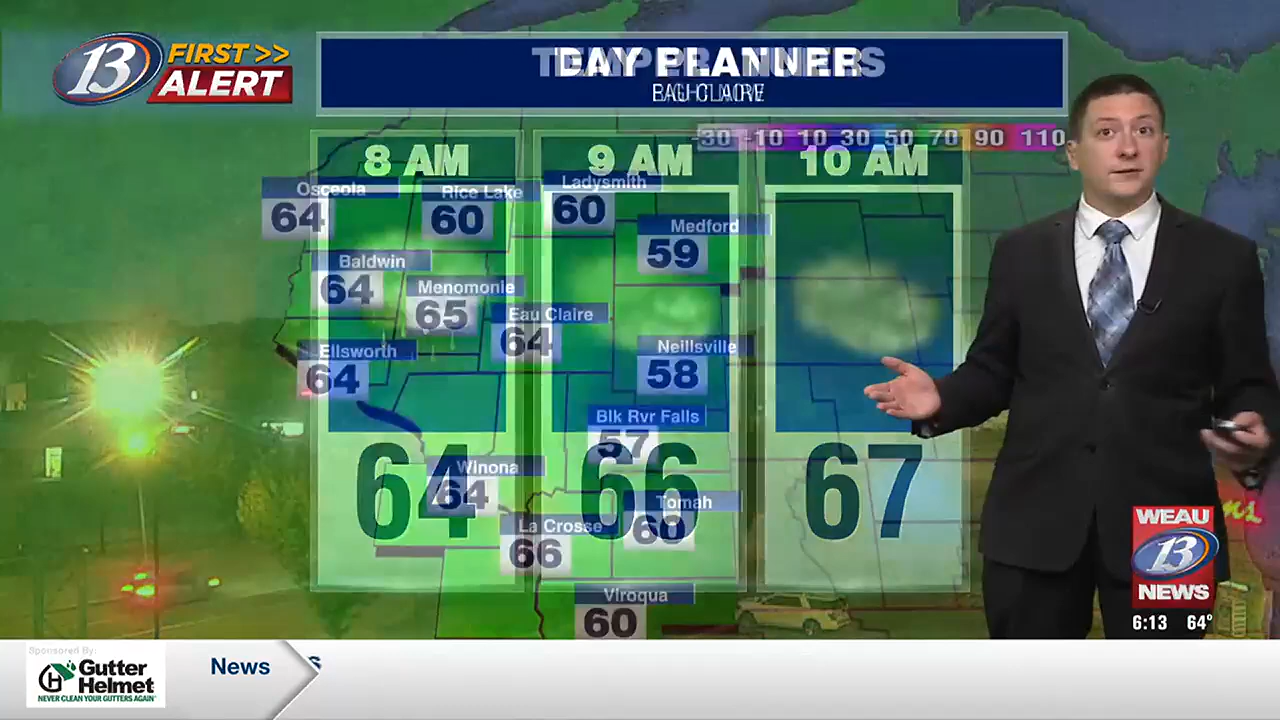 13 FIRST >>
ALERT
DAY PLANNER
EAU CLAIRE
-30 -10 10 30 50 70 90 110
8 AM
9 AM
10 AM
Osceola
64
Rice Lake
60
Ladysmith
60
Medford
59
Baldwin
64
Menomonie
65
Eau Claire
64
Ellsworth
64
Neillsville
58
Blk Rvr Falls
57
64
66
67
Winona
64
Tomah
60
La Crosse
66
Viroqua
60
WEAU
13
NEWS
6:13 64°
Sponsored By:
Gutter
Helmet
NEVER CLEAN YOUR GUTTERS AGAIN
News